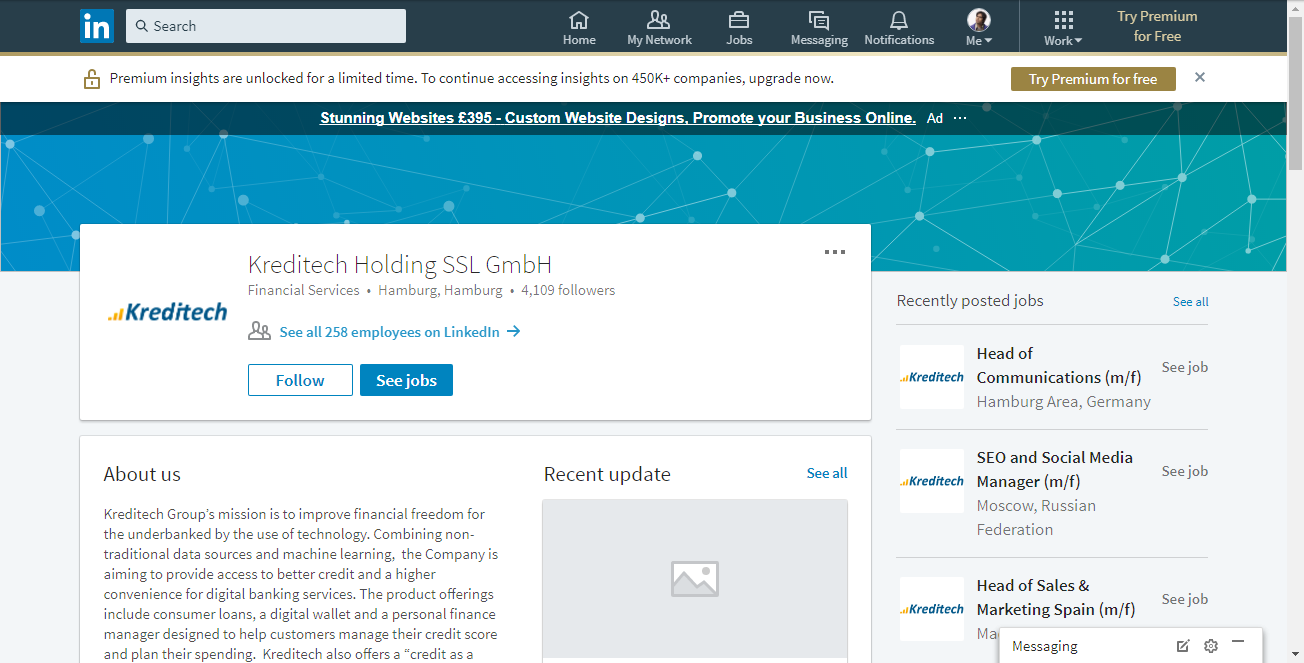 in
Search
Home
My Network
Jobs
Messaging
Notifications
Me
Work
Try Premium
for Free
Premium insights are unlocked for a limited time. To continue accessing insights on 450K+ companies, upgrade now.
Try Premium for free
Stunning Websites £395 - Custom Website Designs, Promote your Business Online. Ad ···
Kreditech
Kreditech Holding SSL GmbH
Financial Services • Hamburg, Hamburg • 4,109 followers
See all 258 employees on LinkedIn
Follow
See jobs
About us
Kreditech Group's mission is to improve financial freedom for
the underbanked by the use of technology. Combining non-
traditional data sources and machine learning,  the Company is
aiming to provide access to better credit and a higher
convenience for digital banking services. The product offerings
include consumer loans, a digital wallet and a personal finance
manager designed to help customers manage their credit score
and plan their spending.  Kreditech also offers a “credit as a
Recent update
See all
Recently posted jobs
See all
Kreditech
Head of
Communications (m/f)
Hamburg Area, Germany
See job
Kreditech
SEO and Social Media
Manager (m/f)
Moscow, Russian
Federation
See job
Kreditech
Head of Sales &
Marketing Spain (m/f)
See job
Messaging